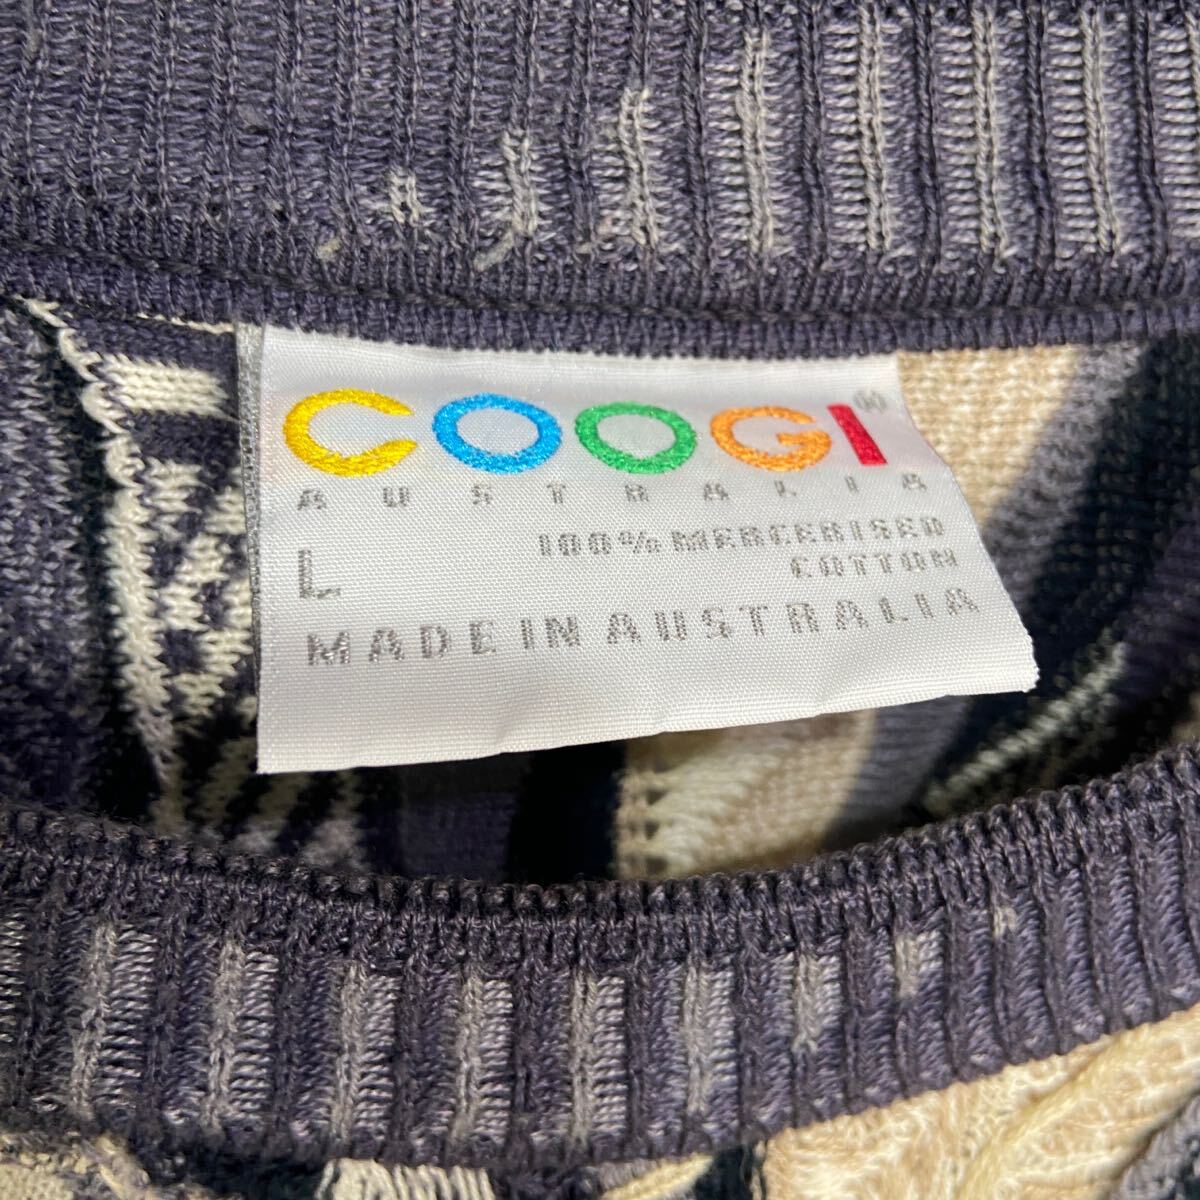 COOGI®
AUSTRALIA
100% MERCERISED
COTTON
L
MADE IN AUSTRALIA